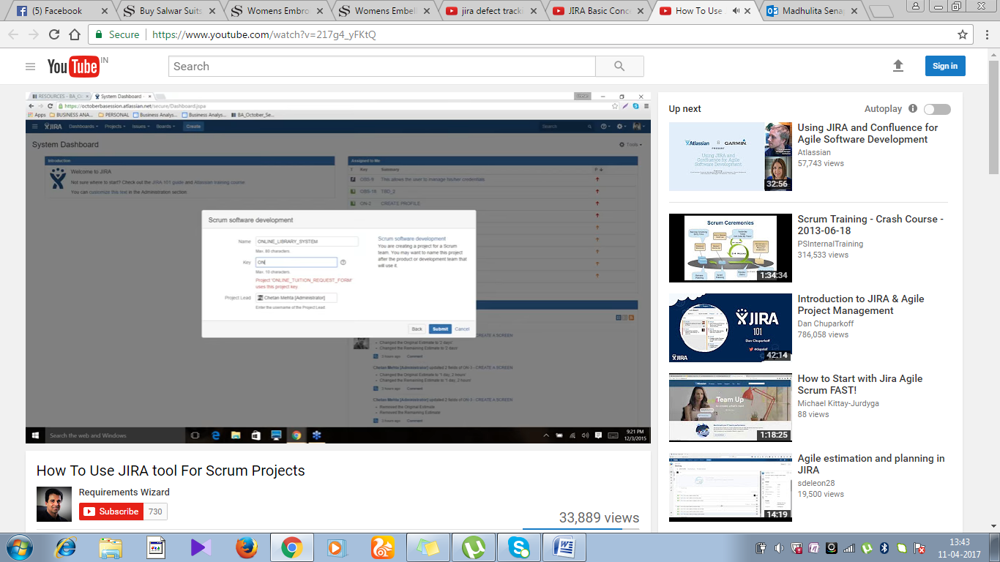 (5) Facebook
Buy Salwar Suits
Womens Embro
Womens Embell
jira defect track
JIRA Basic Conc
How To Use
Madhulita Sena
Secure https://www.youtube.com/watch?v=217g4_yFKtQ
YouTube IN
Search
Sign in
RESOURCES - BA_O
System Dashboard
https://octoberbasession.atlassian.net/secure/Dashboard.jspa
Apps BUSINESS ANA... PERSONAL Business Analys... Business Analys... BA_October_Se...
JIRA Dashboards Projects Issues Boards Create Search
System Dashboard
Tools
Introduction
Welcome to JIRA
Not sure where to start? Check out the JIRA 101 guide and Atlassian training course.
You can customize this text in the Administration section.
Assigned to Me
T Key Summary P
OBS-9 This allows the user to manage his/her credentials
OBS-18 TBD_2
ON-2 CREATE PROFILE
Scrum software development
Name ONLINE_LIBRARY_SYSTEM
Max. 80 characters.
Key ON
Max. 10 characters.
Project 'ONLINE_TUITION_REQUEST_FORM'
uses this project key.
Project Lead Chetan Mehta [Administrator]
Enter the username of the Project Lead.
Scrum software development
You are creating a project for a Scrum
team. You may want to name this project
after the product or development team that
will use it.
Back Submit Cancel
CREATE A SCREEN
Changed the Original Estimate to '2 days'
Changed the Remaining Estimate to '2 days'
2 hours ago Comment
Chetan Mehta [Administrator] updated 2 fields of ON-3 - CREATE A SCREEN
Changed the Original Estimate to '1 day, 2 hours'
Changed the Remaining Estimate to '1 day, 2 hours'
2 hours ago Comment
Chetan Mehta [Administrator] updated 2 fields of ON-3 - CREATE A SCREEN
Removed the Original Estimate
Removed the Remaining Estimate
2 hours ago Comment
Search the web and Windows
9:21 PM
12/3/2015
How To Use JIRA tool For Scrum Projects
Requirements Wizard
Subscribe 730
33,889 views
Up next
Autoplay
Atlassian & GARMIN
PRESENT
Using JIRA and
Confluence for Agile
Software Development
32:56
Using JIRA and Confluence for
Agile Software Development
Atlassian
57,743 views
Scrum Ceremonies
1:34:34
Scrum Training - Crash Course -
2013-06-18
PSInternalTraining
314,533 views
JIRA
101
Dan Chuparkoff
@chuparkoff
JIRA
42:14
Introduction to JIRA & Agile
Project Management
Dan Chuparkoff
786,058 views
Team Up
1:18:25
How to Start with Jira Agile
Scrum FAST!
Michael Kittay-Jurdyga
88 views
14:19
Agile estimation and planning in
JIRA
sdeleon28
19,500 views
13:43
11-04-2017